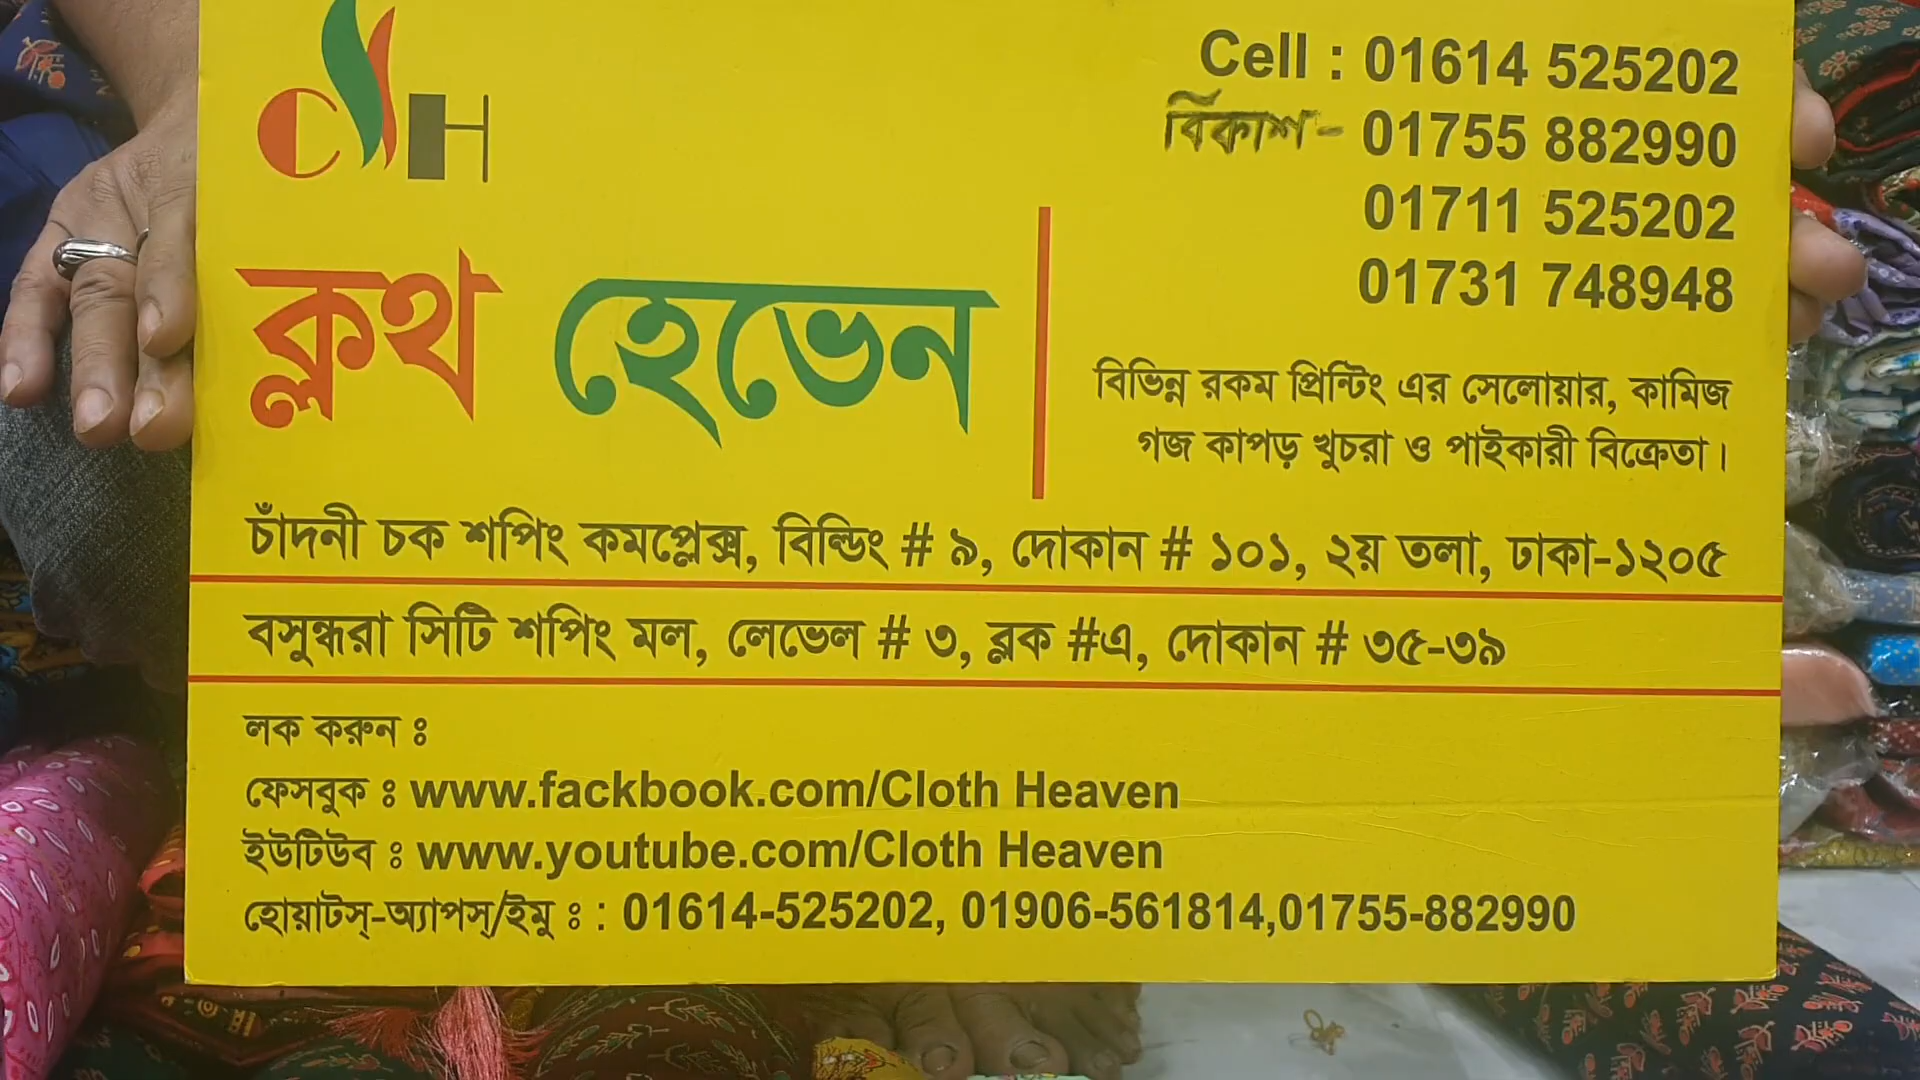 CH
Cell : 01614 525202
বিকাশ- 01755 882990
01711 525202
01731 748948
ক্লথ হেভেন
বিভিন্ন রকম প্রিন্টিং এর সেলোয়ার, কামিজ
গজ কাপড় খুচরা ও পাইকারী বিক্রেতা।
চাঁদনী চক শপিং কমপ্লেক্স, বিল্ডিং # ৯, দোকান # ১০১, ২য় তলা, ঢাকা-১২০৫
বসুন্ধরা সিটি শপিং মল, লেভেল # ৩, ব্লক #এ, দোকান # ৩৫-৩৯
লক করুন ঃ
ফেসবুক ঃ www.fackbook.com/Cloth Heaven
ইউটিউব ঃ www.youtube.com/Cloth Heaven
হোয়াটস্-অ্যাপস্/ইমু ঃ : 01614-525202, 01906-561814,01755-882990